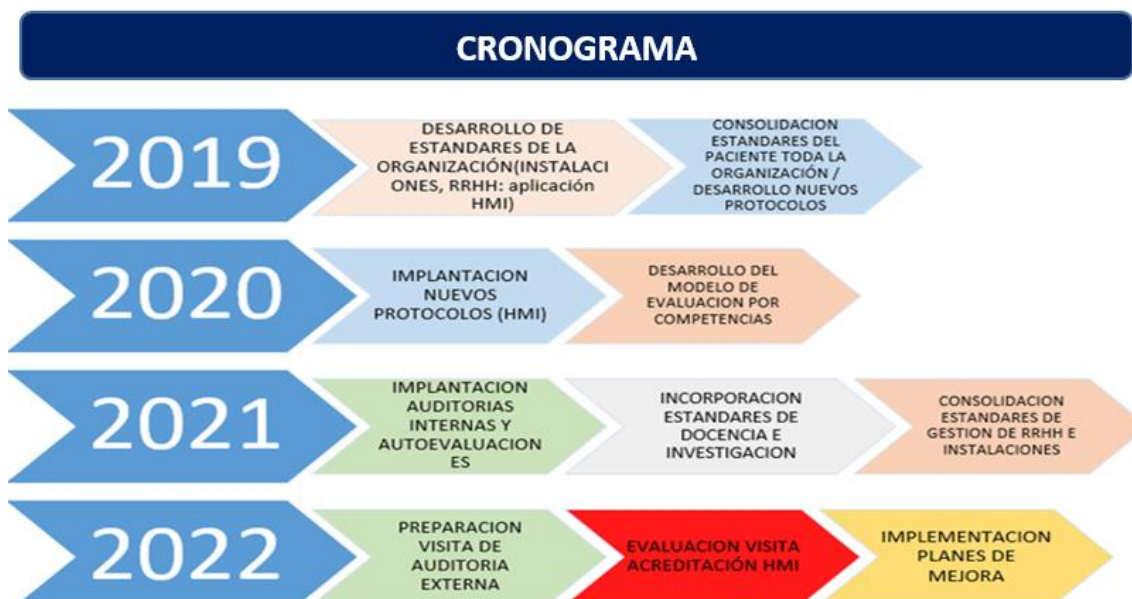 CRONOGRAMA
2019
DESARROLLO DE
ESTANDARES DE LA
ORGANIZACIÓN(INSTALACI
ONES, RRHH: aplicación
HMI)
CONSOLIDACION
ESTANDARES DEL
PACIENTE TODA LA
ORGANIZACIÓN /
DESARROLLO NUEVOS
PROTOCOLOS
2020
IMPLANTACION
NUEVOS
PROTOCOLOS (HMI)
DESARROLLO DEL
MODELO DE
EVALUACION POR
COMPETENCIAS
2021
IMPLANTACION
AUDITORIAS
INTERNAS Y
AUTOEVALUACION
ES
INCORPORACION
ESTANDARES DE
DOCENCIA E
INVESTIGACION
CONSOLIDACION
ESTANDARES DE
GESTION DE RRHH E
INSTALACIONES
2022
PREPARACION
VISITA DE
AUDITORIA
EXTERNA
EVALUACION VISITA
ACREDITACIÓN HMI
IMPLEMENTACION
PLANES DE
MEJORA